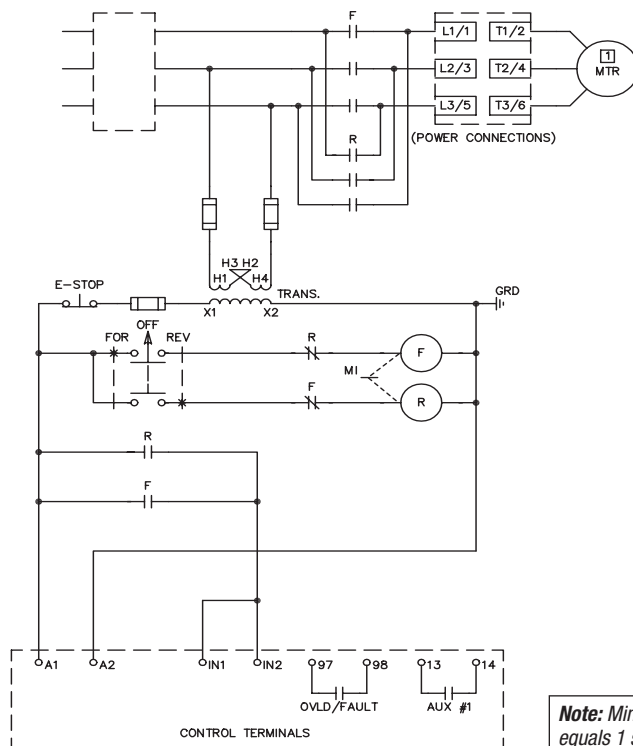 F
L1/1 T1/2
L2/3 T2/4
L3/5 T3/6
1
MTR
(POWER CONNECTIONS)
R
H3 H2
H1 H4
E-STOP
TRANS.
X1 X2
GRD
OFF
FOR REV
R
F
MI
F
R
R
F
A1 A2 IN1 IN2 97 98 13 14
OVLD/FAULT AUX #1
CONTROL TERMINALS
Note: Min
equals 1 s